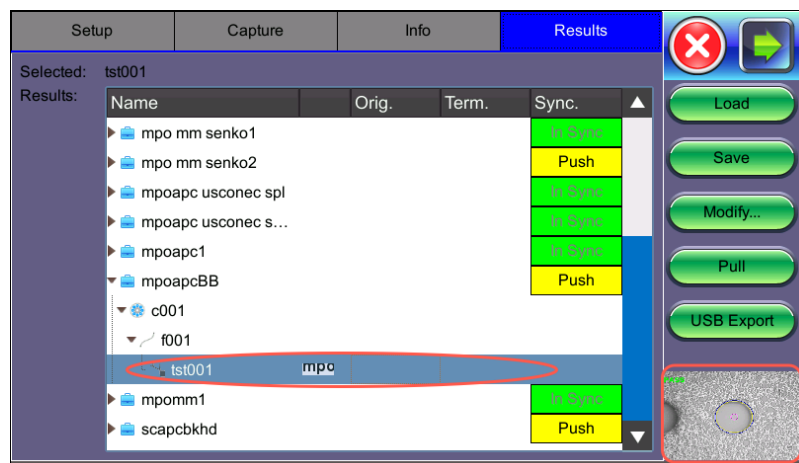 Setup Capture Info Results
Selected: tst001
Results:
Name Orig. Term. Sync.
mpo mm senko1 In Sync
mpo mm senko2 Push
mpoapc usconec spl In Sync
mpoapc usconec s... In Sync
mpoapc1 In Sync
mpoapcBB Push
c001
f001
tst001 mpo
mpomm1 In Sync
scapcbkhd Push
Load
Save
Modify...
Pull
USB Export